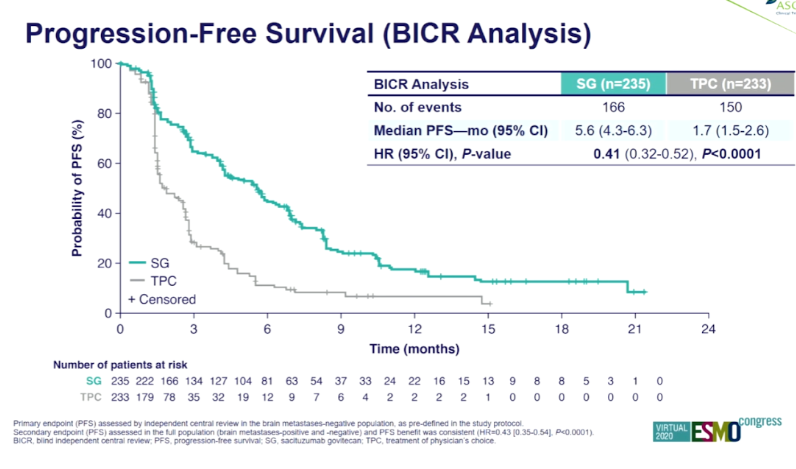 ASC
Progression-Free Survival (BICR Analysis)
100
80
60
40
20
0
Probability of PFS (%)
SG
TPC
+ Censored
0 3 6 9 12 15 18 21 24
Time (months)
BICR Analysis SG (n=235) TPC (n=233)
No. of events 166 150
Median PFS—mo (95% CI) 5.6 (4.3-6.3) 1.7 (1.5-2.6)
HR (95% CI), P-value 0.41 (0.32-0.52), P<0.0001
Number of patients at risk
SG 235 222 166 134 127 104 81 63 54 37 33 24 22 16 15 13 9 8 8 5 3 1 0
TPC 233 179 78 35 32 19 12 9 7 6 4 2 2 2 2 1 0 0 0 0 0 0 0
Primary endpoint (PFS) assessed by independent central review in the brain metastases-negative population, as pre-defined in the study protocol.
Secondary endpoint (PFS) assessed in the full population (brain metastases-positive and -negative) and PFS benefit was consistent (HR=0.43 [0.35-0.54], P<0.0001).
BICR, blind independent central review; PFS, progression-free survival; SG, sacituzumab govitecan; TPC, treatment of physician's choice.
VIRTUAL
2020
ESMO congress